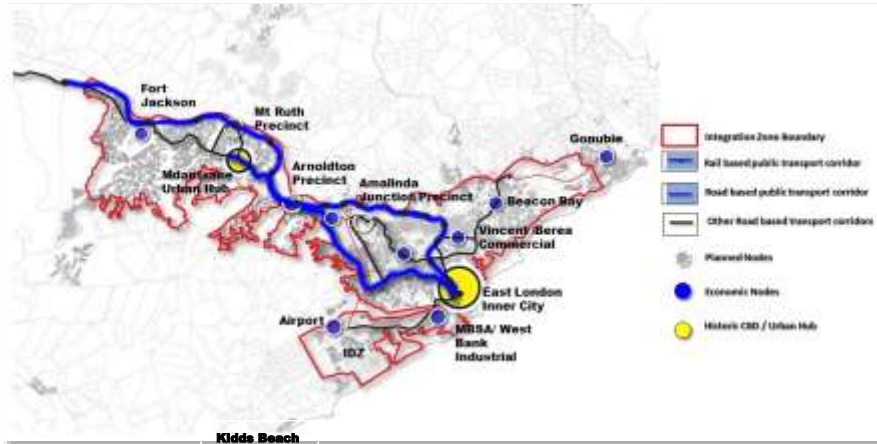 Fort
Jackson
Mt Ruth
Precinct
Gonubie
Mdantsane
Urban Hub
Arnoldton
Precinct
Amalinda
Junction Precinct
Beacon Bay
Vincent /Berea
Commercial
East London
Inner City
Airport
IDZ
MBSA/ West
Bank
Industrial
Kidds Beach
Integration Zone Boundary
Rail based public transport corridor
Road based public transport corridor
Other Road based transport corridors
Planned Nodes
Economic Nodes
Historic CBD / Urban Hub